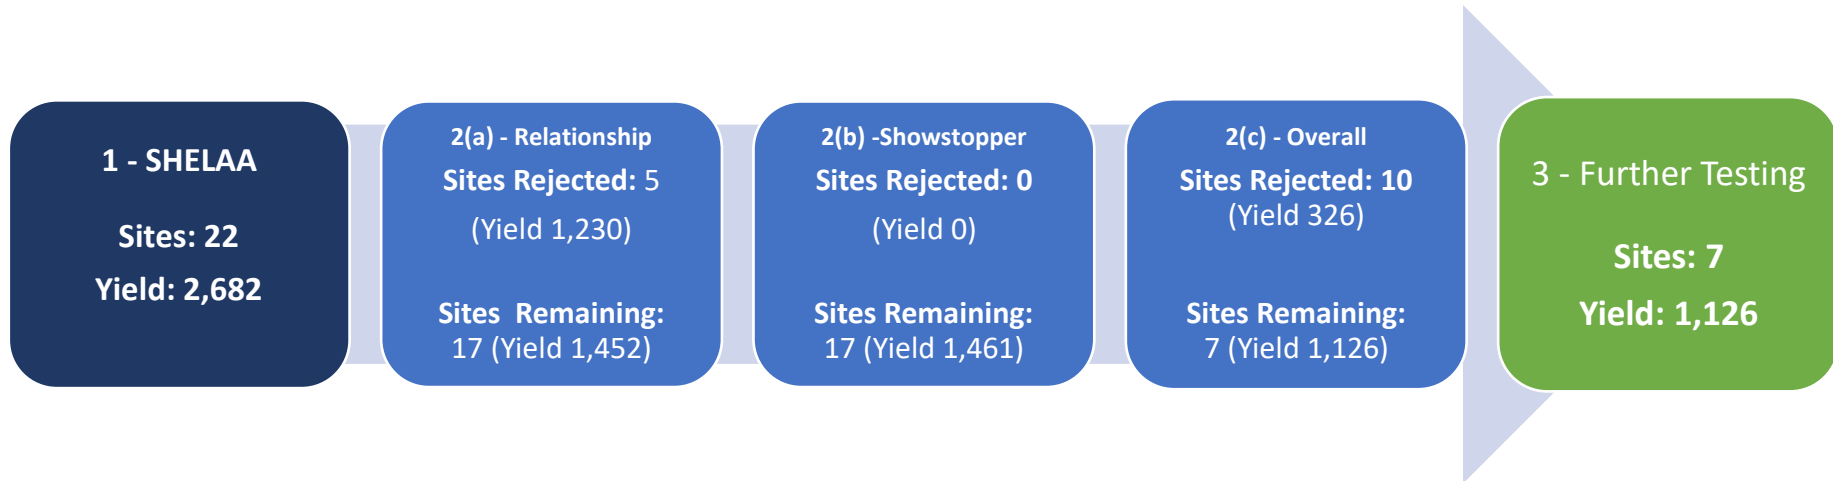 1 - SHELAA
Sites: 22
Yield: 2,682
2(a) - Relationship
Sites Rejected: 5
(Yield 1,230)
Sites Remaining:
17 (Yield 1,452)
2(b) -Showstopper
Sites Rejected: 0
(Yield 0)
Sites Remaining:
17 (Yield 1,461)
2(c) - Overall
Sites Rejected: 10
(Yield 326)
Sites Remaining:
7 (Yield 1,126)
3 - Further Testing
Sites: 7
Yield: 1,126